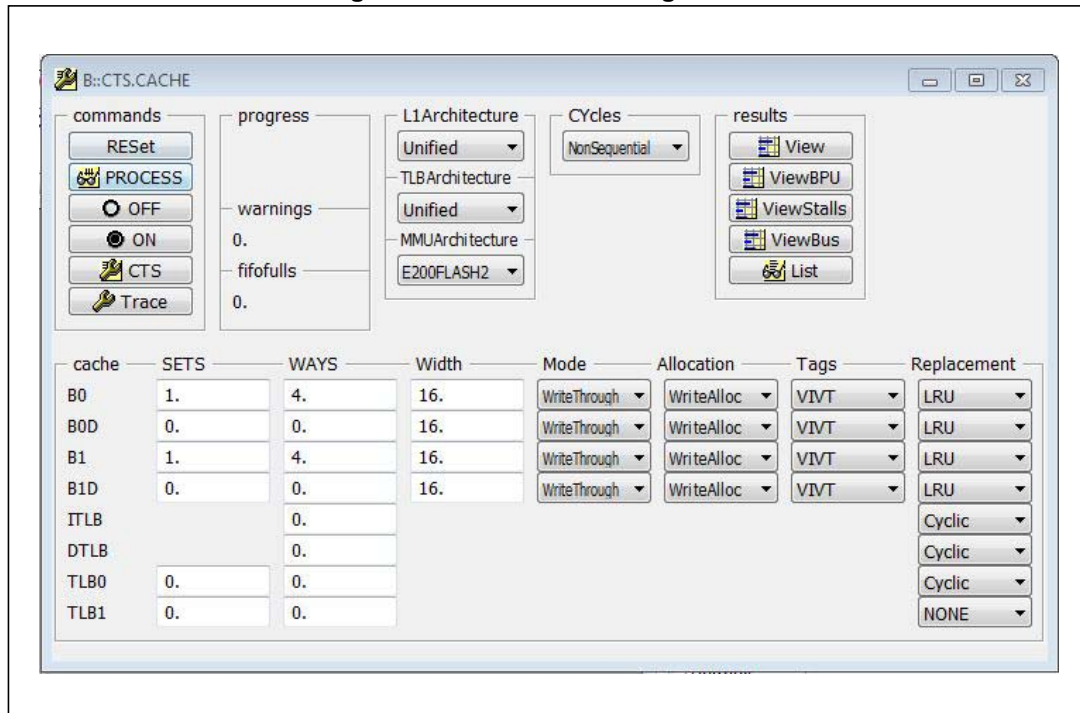 B::CTS.CACHE
commands progress L1Architecture CYcles results
RESet Unified NonSequential View
PROCESS TLBArchitecture ViewBPU
OFF warnings Unified ViewStalls
ON 0. MMUArchitecture ViewBus
CTS fifofulls E200FLASH2 List
Trace 0.
cache SETS WAYS Width Mode Allocation Tags Replacement
B0 1. 4. 16. WriteThrough WriteAlloc VIVT LRU
B0D 0. 0. 16. WriteThrough WriteAlloc VIVT LRU
B1 1. 4. 16. WriteThrough WriteAlloc VIVT LRU
B1D 0. 0. 16. WriteThrough WriteAlloc VIVT LRU
ITLB 0. Cyclic
DTLB 0. Cyclic
TLB0 0. 0. Cyclic
TLB1 0. 0. NONE